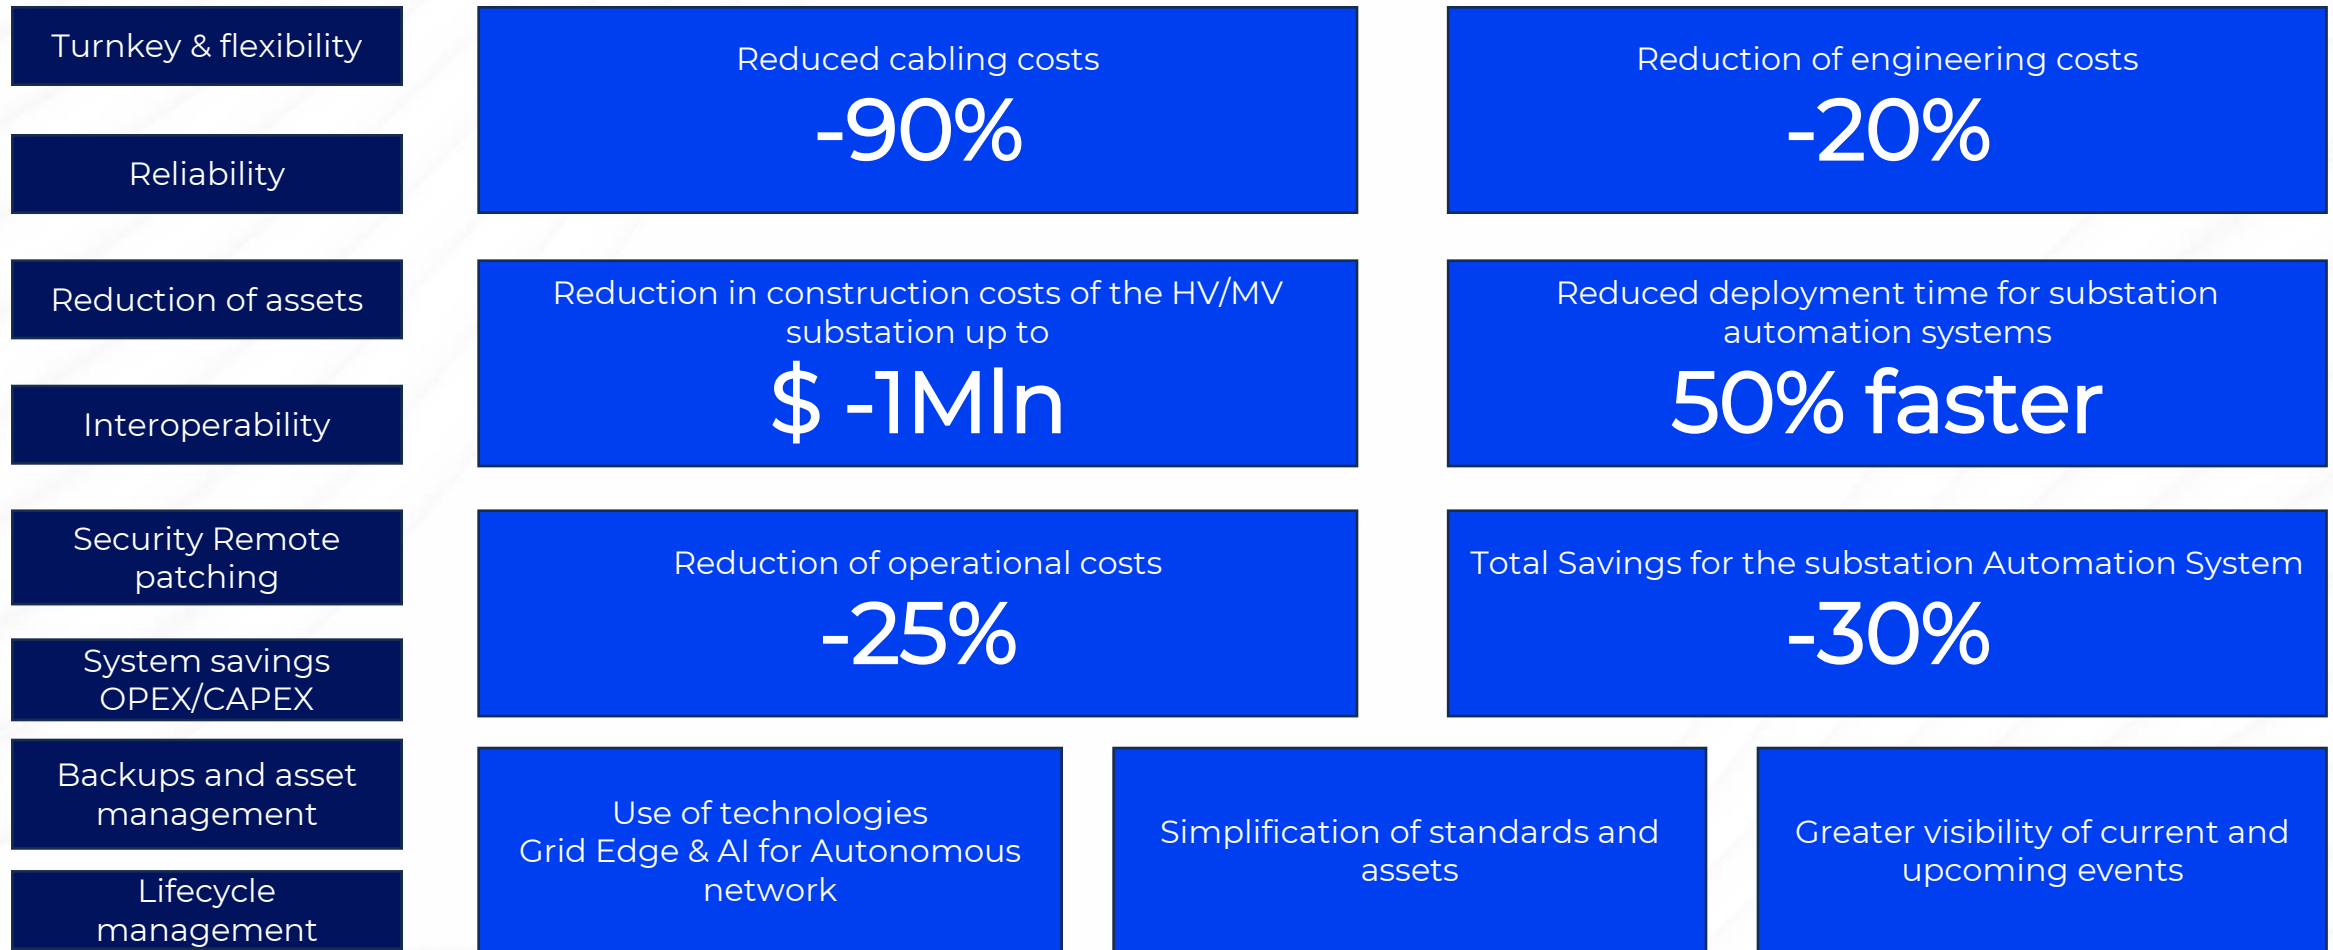 Turnkey & flexibility
Reliability
Reduction of assets
Interoperability
Security Remote
patching
System savings
OPEX/CAPEX
Backups and asset
management
Lifecycle
management
Reduced cabling costs
-90%
Reduction of engineering costs
-20%
Reduction in construction costs of the HV/MV
substation up to
$ -1Mln
Reduced deployment time for substation
automation systems
50% faster
Reduction of operational costs
-25%
Total Savings for the substation Automation System
-30%
Use of technologies
Grid Edge & AI for Autonomous
network
Simplification of standards and
assets
Greater visibility of current and
upcoming events